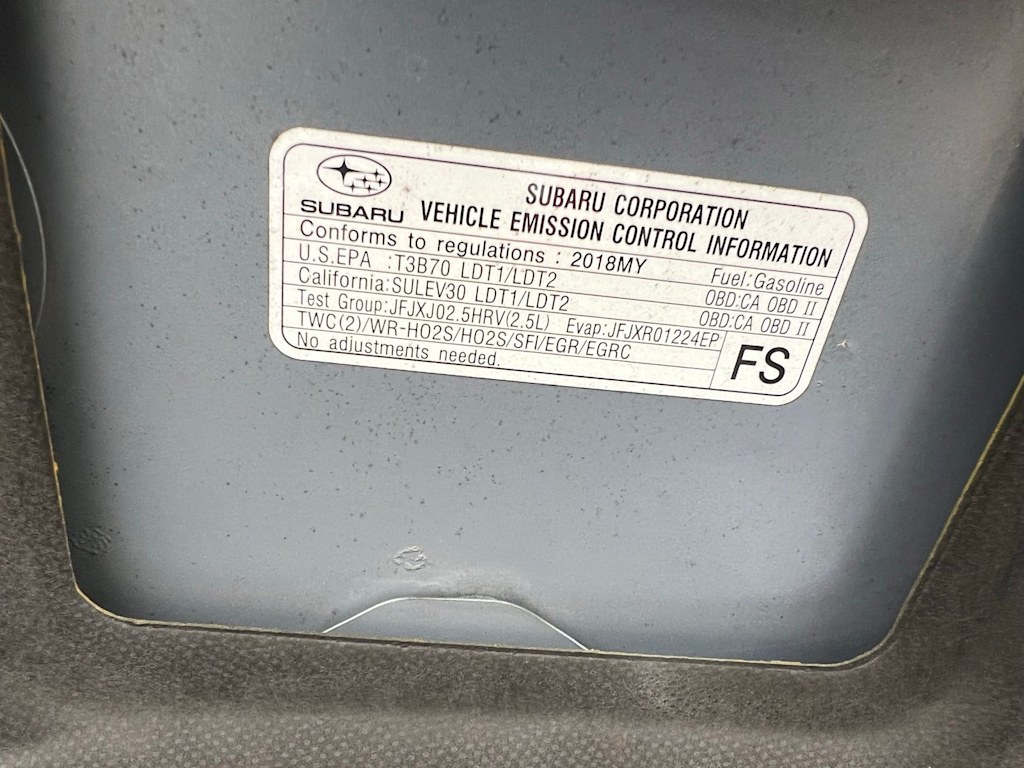 SUBARU
SUBARU CORPORATION
VEHICLE EMISSION CONTROL INFORMATION
Conforms to regulations : 2018MY Fuel:Gasoline
U.S.EPA :T3B70 LDT1/LDT2 OBD:CA OBD II
California:SULEV30 LDT1/LDT2 OBD:CA OBD II
Test Group:JFJXJ02.5HRV(2.5L) Evap:JFJXR01224EP
TWC(2)/WR-HO2S/HO2S/SFI/EGR/EGRC
No adjustments needed.
FS